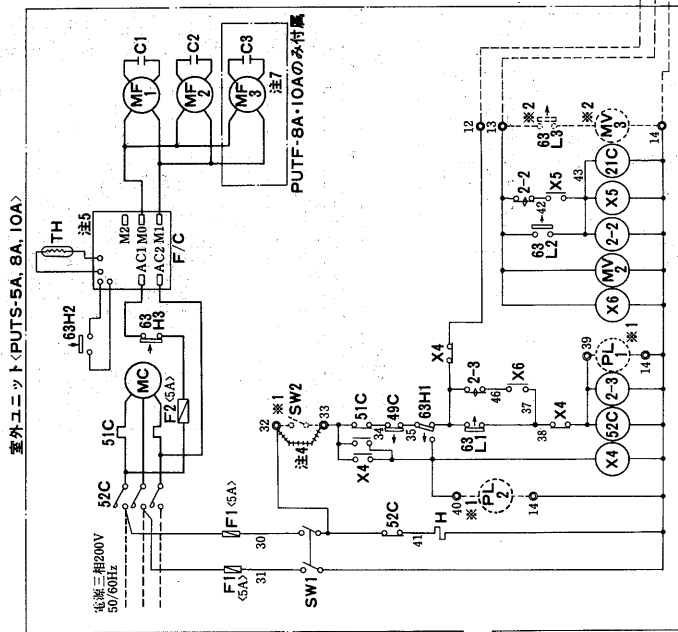 室外ユニット<PUTS-5A, 8A, 10A>
電源三相200V
50/60Hz
52C
51C
MC
F2<5A>
63
H3
63H2
TH
注5
M2
AC1 M0
AC2 M1
F/C
MF
1
C1
MF
2
C2
MF
3
C3
注7
PUTF-8A・10Aのみ付属
F1<5A>
30
F1
<5A>
31
SW1
52C
41
H
32
※1
SW2
33
注4
51C
34
49C
35
63H1
X4
X4
2-3
46
X6
37
63
L1
38
X4
39
PL
1
※1
14
2-3
52C
X4
40
※1
PL
2
14
12
13
2-2
42
X5
63
L2
43
63
L3
※2
※2
MV
3
14
21C
X5
2-2
MV
2
X6